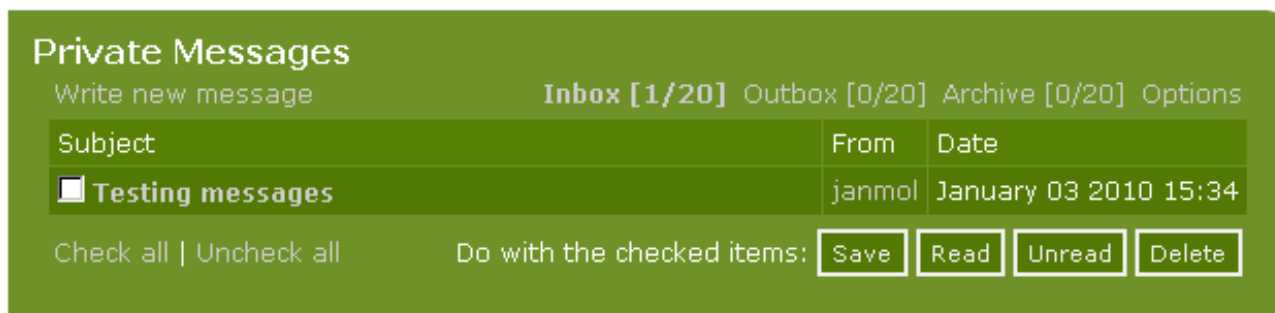 Private Messages
Write new message Inbox [1/20] Outbox [0/20] Archive [0/20] Options
Subject From Date
Testing messages janmol January 03 2010 15:34
Check all | Uncheck all Do with the checked items: Save Read Unread Delete